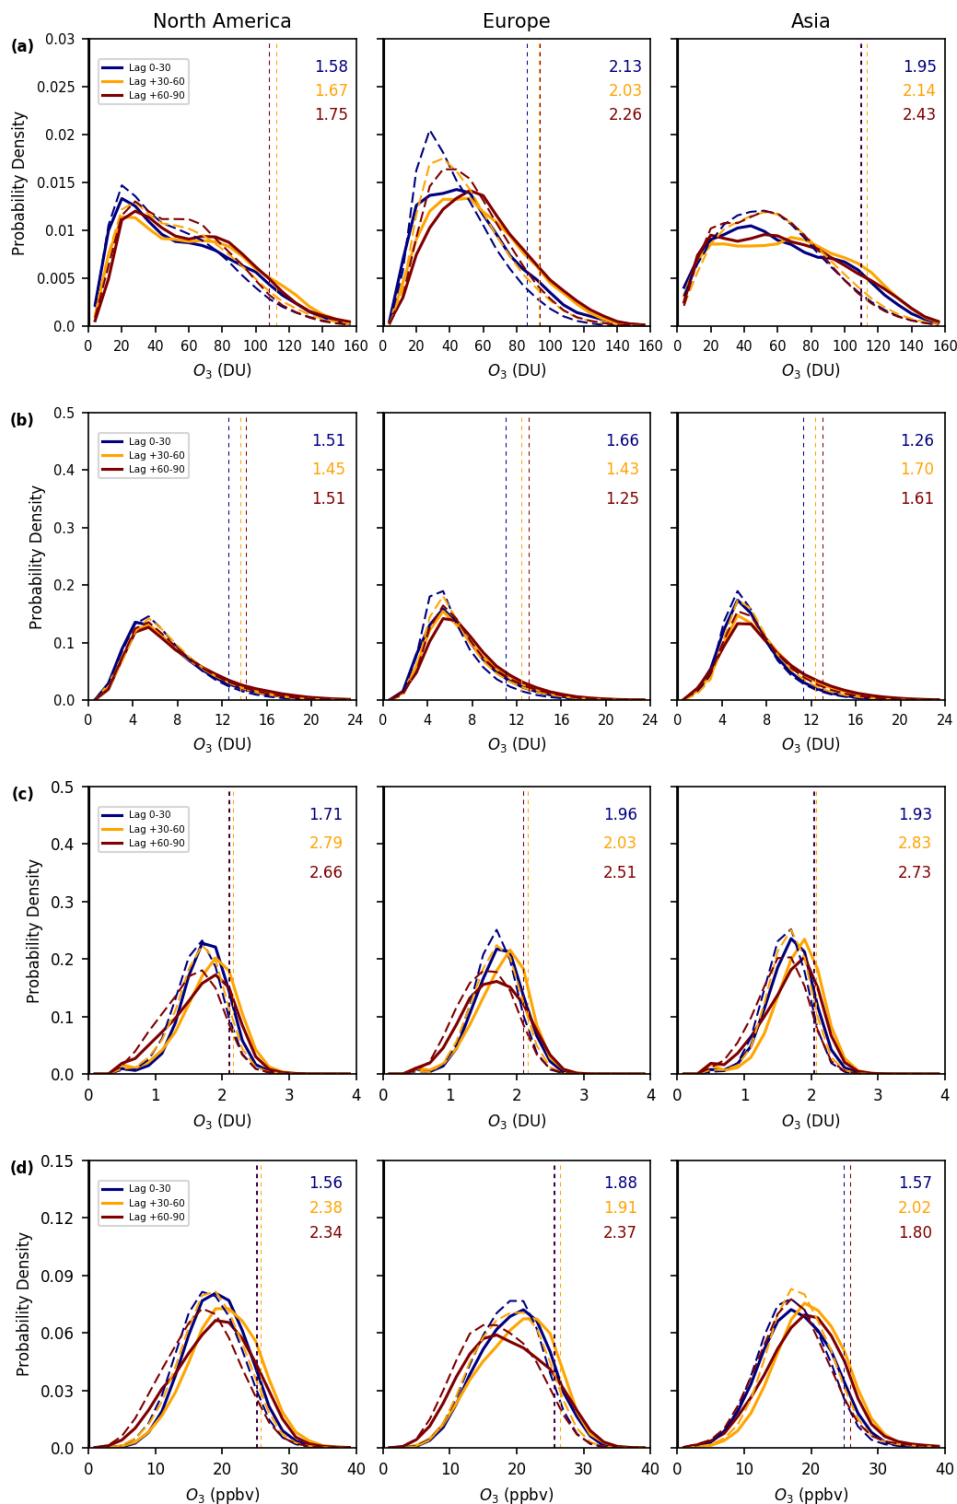 North America Europe Asia
(a)
0.03
0.025
0.02
0.015
0.01
0.005
0.0
Probability Density
Lag 0-30
Lag +30-60
Lag +60-90
1.58
1.67
1.75
2.13
2.03
2.26
1.95
2.14
2.43
0 20 40 60 80 100 120 140 160
0 20 40 60 80 100 120 140 160
0 20 40 60 80 100 120 140 160
O3 (DU) O3 (DU) O3 (DU)
(b)
0.5
0.4
0.3
0.2
0.1
0.0
Probability Density
Lag 0-30
Lag +30-60
Lag +60-90
1.51
1.45
1.51
1.66
1.43
1.25
1.26
1.70
1.61
0 4 8 12 16 20 24
0 4 8 12 16 20 24
0 4 8 12 16 20 24
O3 (DU) O3 (DU) O3 (DU)
(c)
0.5
0.4
0.3
0.2
0.1
0.0
Probability Density
Lag 0-30
Lag +30-60
Lag +60-90
1.71
2.79
2.66
1.96
2.03
2.51
1.93
2.83
2.73
0 1 2 3 4
0 1 2 3 4
0 1 2 3 4
O3 (DU) O3 (DU) O3 (DU)
(d)
0.15
0.12
0.09
0.06
0.03
0.0
Probability Density
Lag 0-30
Lag +30-60
Lag +60-90
1.56
2.38
2.34
1.88
1.91
2.37
1.57
2.02
1.80
0 10 20 30 40
0 10 20 30 40
0 10 20 30 40
O3 (ppbv) O3 (ppbv) O3 (ppbv)